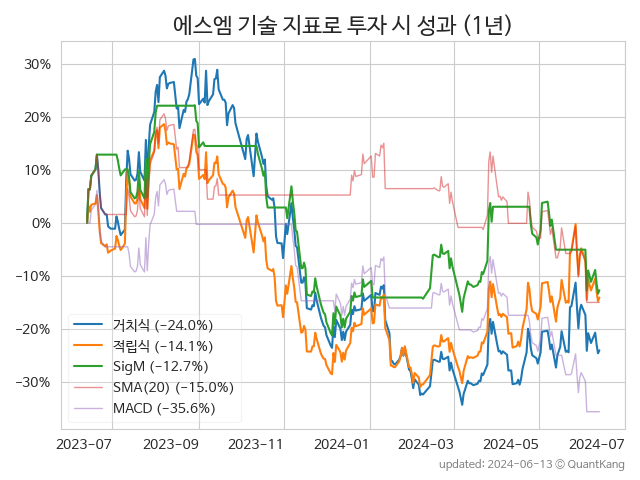 에스엠 기술 지표로 투자 시 성과 (1년)
30%
20%
10%
0%
−10%
−20%
−30%
거치식 (−24.0%)
적립식 (−14.1%)
SigM (−12.7%)
SMA(20) (−15.0%)
MACD (−35.6%)
2023-07 2023-09 2023-11 2024-01 2024-03 2024-05 2024-07
updated: 2024-06-13 © QuantKang